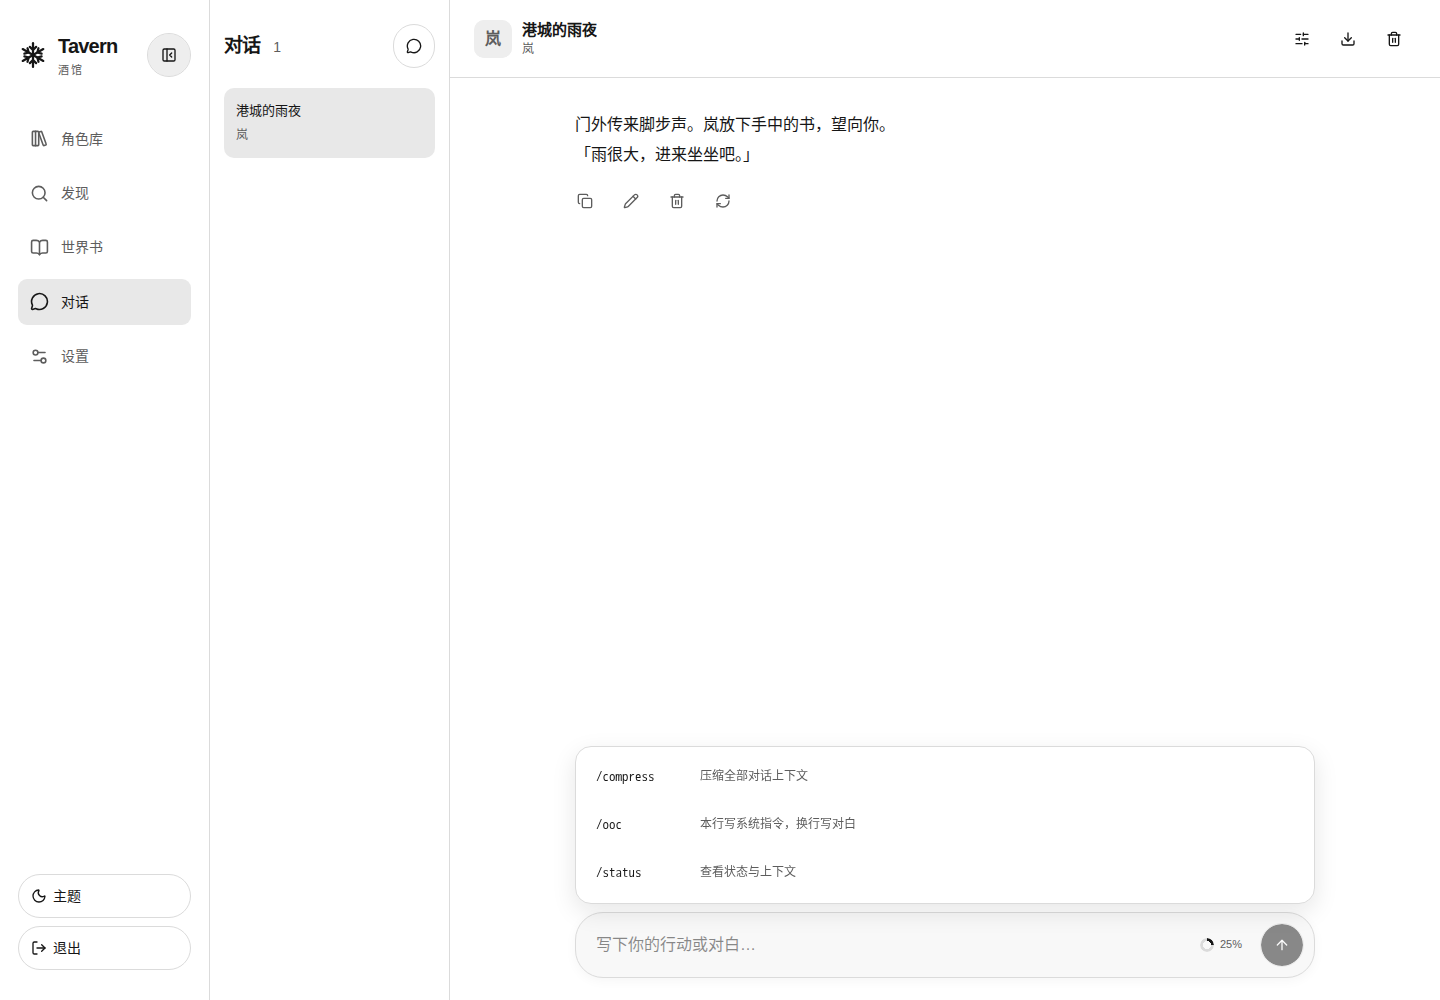 Tavern
酒馆
角色库
发现
世界书
对话
设置
主题
退出
对话 1
港城的雨夜
岚
岚
港城的雨夜
岚
门外传来脚步声。岚放下手中的书，望向你。
「雨很大，进来坐坐吧。」
/compress 压缩全部对话上下文
/ooc 本行写系统指令，换行写对白
/status 查看状态与上下文
写下你的行动或对白…
25%